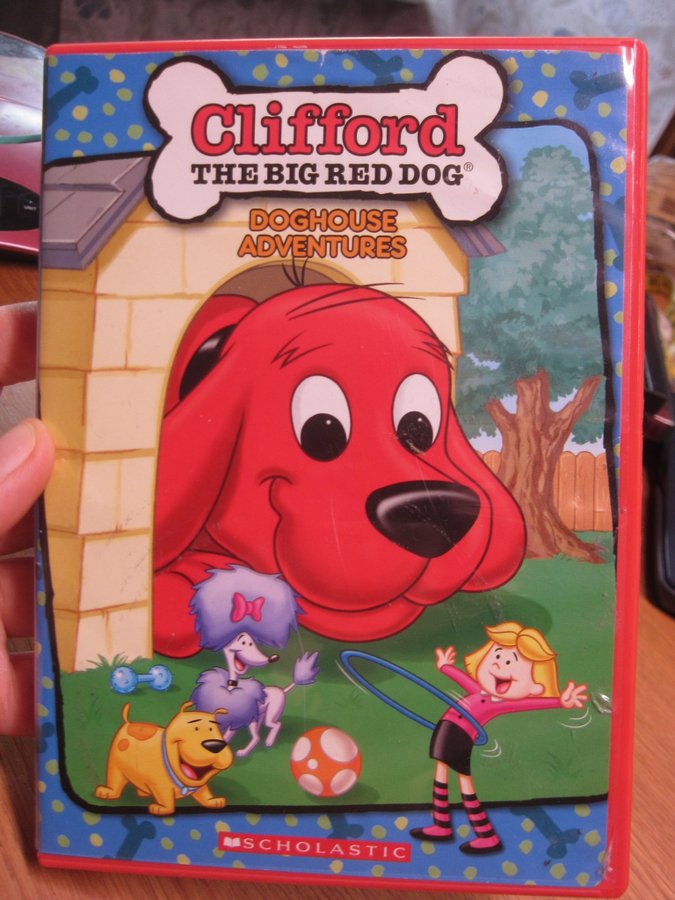 Clifford
THE BIG RED DOG®
DOGHOUSE
ADVENTURES
SCHOLASTIC